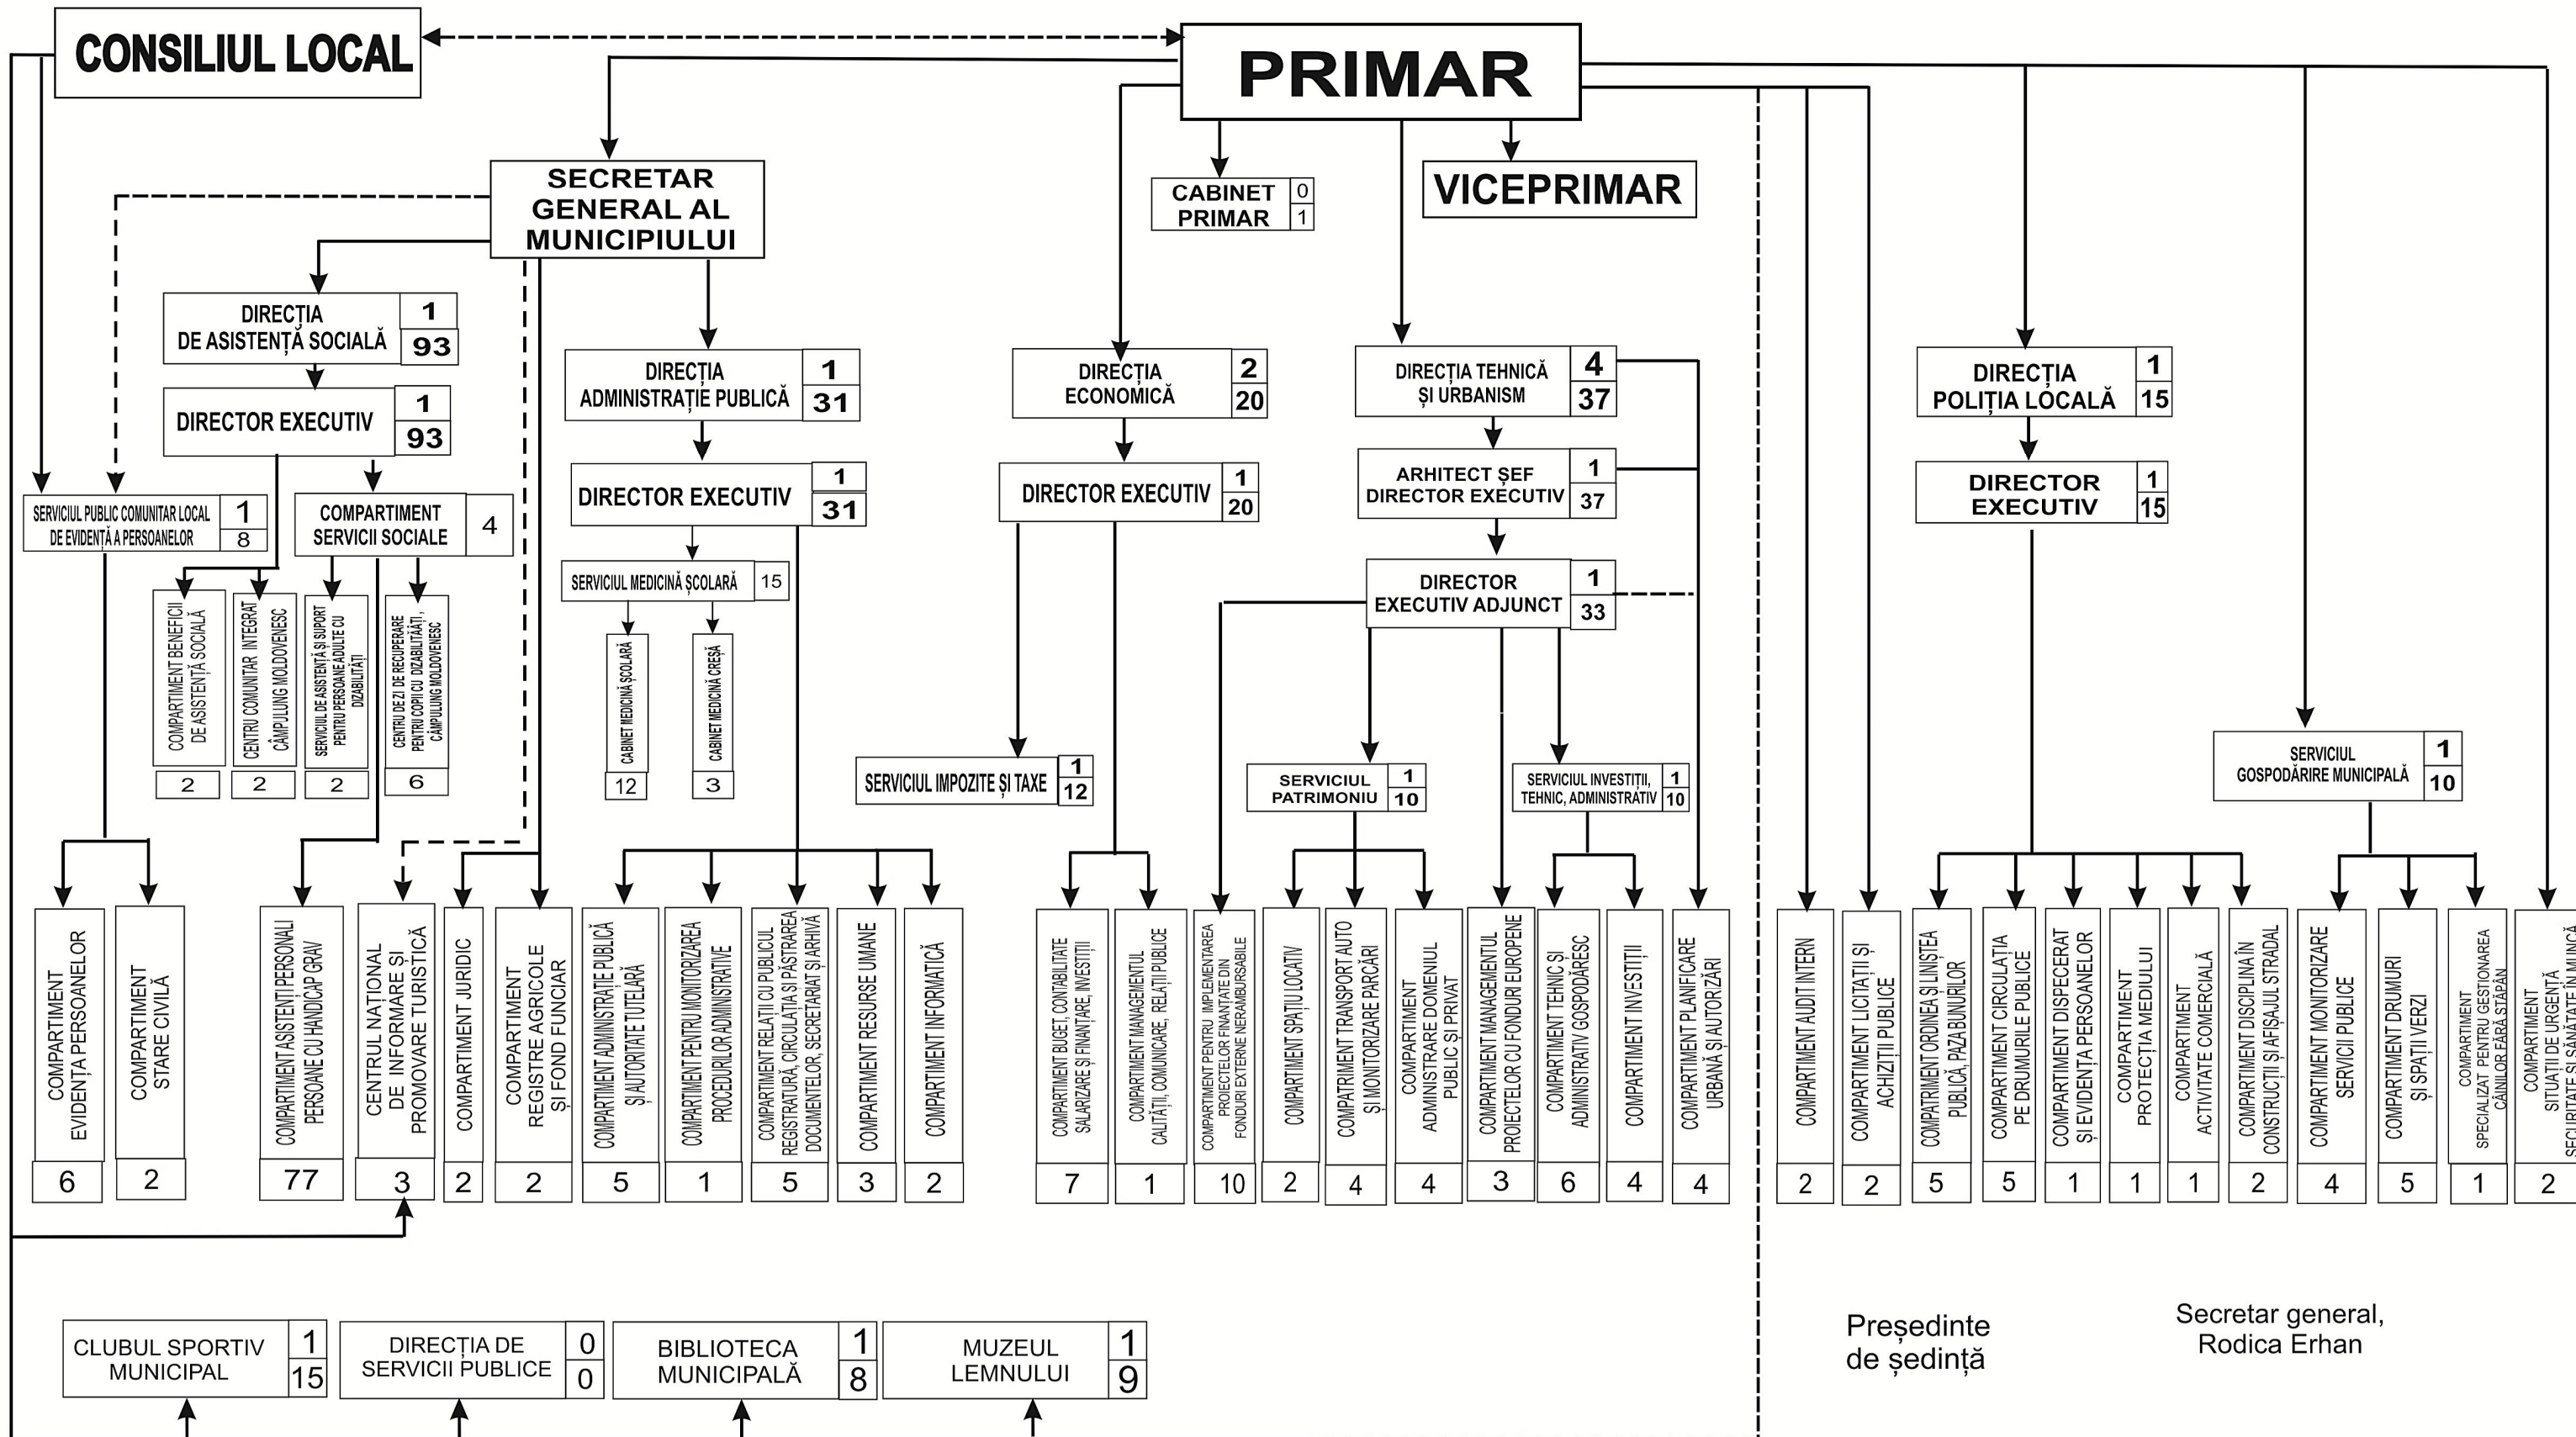 CONSILIUL LOCAL
PRIMAR
SECRETAR
GENERAL AL
MUNICIPIULUI
CABINET
PRIMAR
0
1
VICEPRIMAR
DIRECȚIA
DE ASISTENȚĂ SOCIALĂ
1
93
DIRECTOR EXECUTIV
1
93
DIRECȚIA
ADMINISTRAȚIE PUBLICĂ
1
31
DIRECTOR EXECUTIV
1
31
DIRECȚIA
ECONOMICĂ
2
20
DIRECTOR EXECUTIV
1
20
DIRECȚIA TEHNICĂ
ȘI URBANISM
4
37
ARHITECT ȘEF
DIRECTOR EXECUTIV
1
37
DIRECTOR
EXECUTIV ADJUNCT
1
33
DIRECȚIA
POLIȚIA LOCALĂ
1
15
DIRECTOR
EXECUTIV
1
15
SERVICIUL PUBLIC COMUNITAR LOCAL
DE EVIDENȚĂ A PERSOANELOR
1
8
COMPARTIMENT
SERVICII SOCIALE
4
SERVICIUL MEDICINĂ ȘCOLARĂ
15
COMPARTIMENT BENEFICII
DE ASISTENȚĂ SOCIALĂ
2
CENTRU COMUNITAR INTEGRAT
CÂMPULUNG MOLDOVENESC
2
SERVICIUL DE ASISTENȚĂ ȘI SUPORT
PENTRU PERSOANE ADULTE CU
DIZABILITĂȚI
2
CENTRU DE ZI DE RECUPERARE
PENTRU COPII CU DIZABILITĂĂȚI ,
CÂMPULUNG MOLDOVENESC
6
CABINET MEDICINĂ ȘCOLARĂ
12
CABINET MEDICINĂ CREȘĂ
3
SERVICIUL IMPOZITE ȘI TAXE
1
12
SERVICIUL
PATRIMONIU
1
10
SERVICIUL INVESTIȚII,
TEHNIC, ADMINISTRATIV
1
10
SERVICIUL
GOSPODĂRIRE MUNICIPALĂ
1
10
COMPARTIMENT
EVIDENȚA PERSOANELOR
6
COMPARTIMENT
STARE CIVILĂ
2
COMPARTIMENT ASISTENȚI PERSONALI
PERSOANE CU HANDICAP GRAV
77
CENTRUL NAȚIONAL
DE INFORMARE ȘI
PROMOVARE TURISTICĂ
3
COMPARTIMENT JURIDIC
2
COMPARTIMENT
REGISTRE AGRICOLE
ȘI FOND FUNCIAR
2
COMPARTIMENT ADMINISTRAȚIE PUBLICĂ
ȘI AUTORITATE TUTELARĂ
5
COMPARTIMENT PENTRU MONITORIZAREA
PROCEDURILOR ADMINISTRATIVE
1
COMPARTIMENT RELAȚII CU PUBLICUL
REGISTRATURĂ, CIRCULAȚIA ȘI PĂSTRAREA
DOCUMENTELOR, SECRETARIAT ȘI ARHIVĂ
5
COMPARTIMENT RESURSE UMANE
3
COMPARTIMENT INFORMATICĂ
2
COMPARTIMENT BUGET, CONTABILITATE
SALARIZARE ȘI FINANȚARE, INVESTIȚII
7
COMPARTIMENT MANAGEMENTUL
CALITĂȚII, COMUNICARE, RELAȚII PUBLICE
1
COMPARTIMENT PENTRU IMPLEMENTAREA
PROIECTELOR FINANTATE DIN
FONDURI EXTERNE NERAMBURSABILE
10
COMPARTIMENT SPAȚIU LOCATIV
2
COMPATRIMENT TRANSPORT AUTO
ȘI MONITORIZARE PARCĂRI
4
COMPARTIMENT
ADMINISTRARE DOMENIUL
PUBLIC ȘI PRIVAT
4
COMPARTIMENT MANAGEMENTUL
PROIECTELOR CU FONDURI EUROPENE
3
COMPARTIMENT TEHNIC ȘI
ADMINISTRATIV GOSPODĂRESC
6
COMPARTIMENT INVESTIȚII
4
COMPARTIMENT PLANIFICARE
URBANĂ ȘI AUTORIZĂRI
4
COMPARTIMENT AUDIT INTERN
2
COMPARTIMENT LICITAȚII ȘI
ACHIZIȚII PUBLICE
2
COMPATRIMENT ORDINEA ȘI LINIȘTEA
PUBLICĂ, PAZA BUNURILOR
5
COMPARTIMENT CIRCULAȚIA
PE DRUMURILE PUBLICE
5
COMPARTIMENT DISPECERAT
ȘI EVIDENȚA PERSOANELOR
1
COMPARTIMENT
PROTECȚIA MEDIULUI
1
COMPARTIMENT
ACTIVITATE COMERCIALĂ
1
COMPARTIMENT DISCIPLINA ÎN
CONSTRUCȚII ȘI AFIȘAJUL STRADAL
2
COMPARTIMENT MONITORIZARE
SERVICII PUBLICE
4
COMPARTIMENT DRUMURI
ȘI SPAȚII VERZI
5
COMPARTIMENT
SPECIALIZAT PENTRU GESTIONAREA
CÂNILOR FĂRĂ STĂPÂN
1
COMPARTIMENT
SITUAȚII DE URGENȚĂ
SECURITATE ȘI SĂNĂTATE ÎN MUNCĂ
2
CLUBUL SPORTIV
MUNICIPAL
1
15
DIRECȚIA DE
SERVICII PUBLICE
0
0
BIBLIOTECA
MUNICIPALĂ
1
8
MUZEUL
LEMNULUI
1
9
Președinte
de ședință
Secretar general,
Rodica Erhan